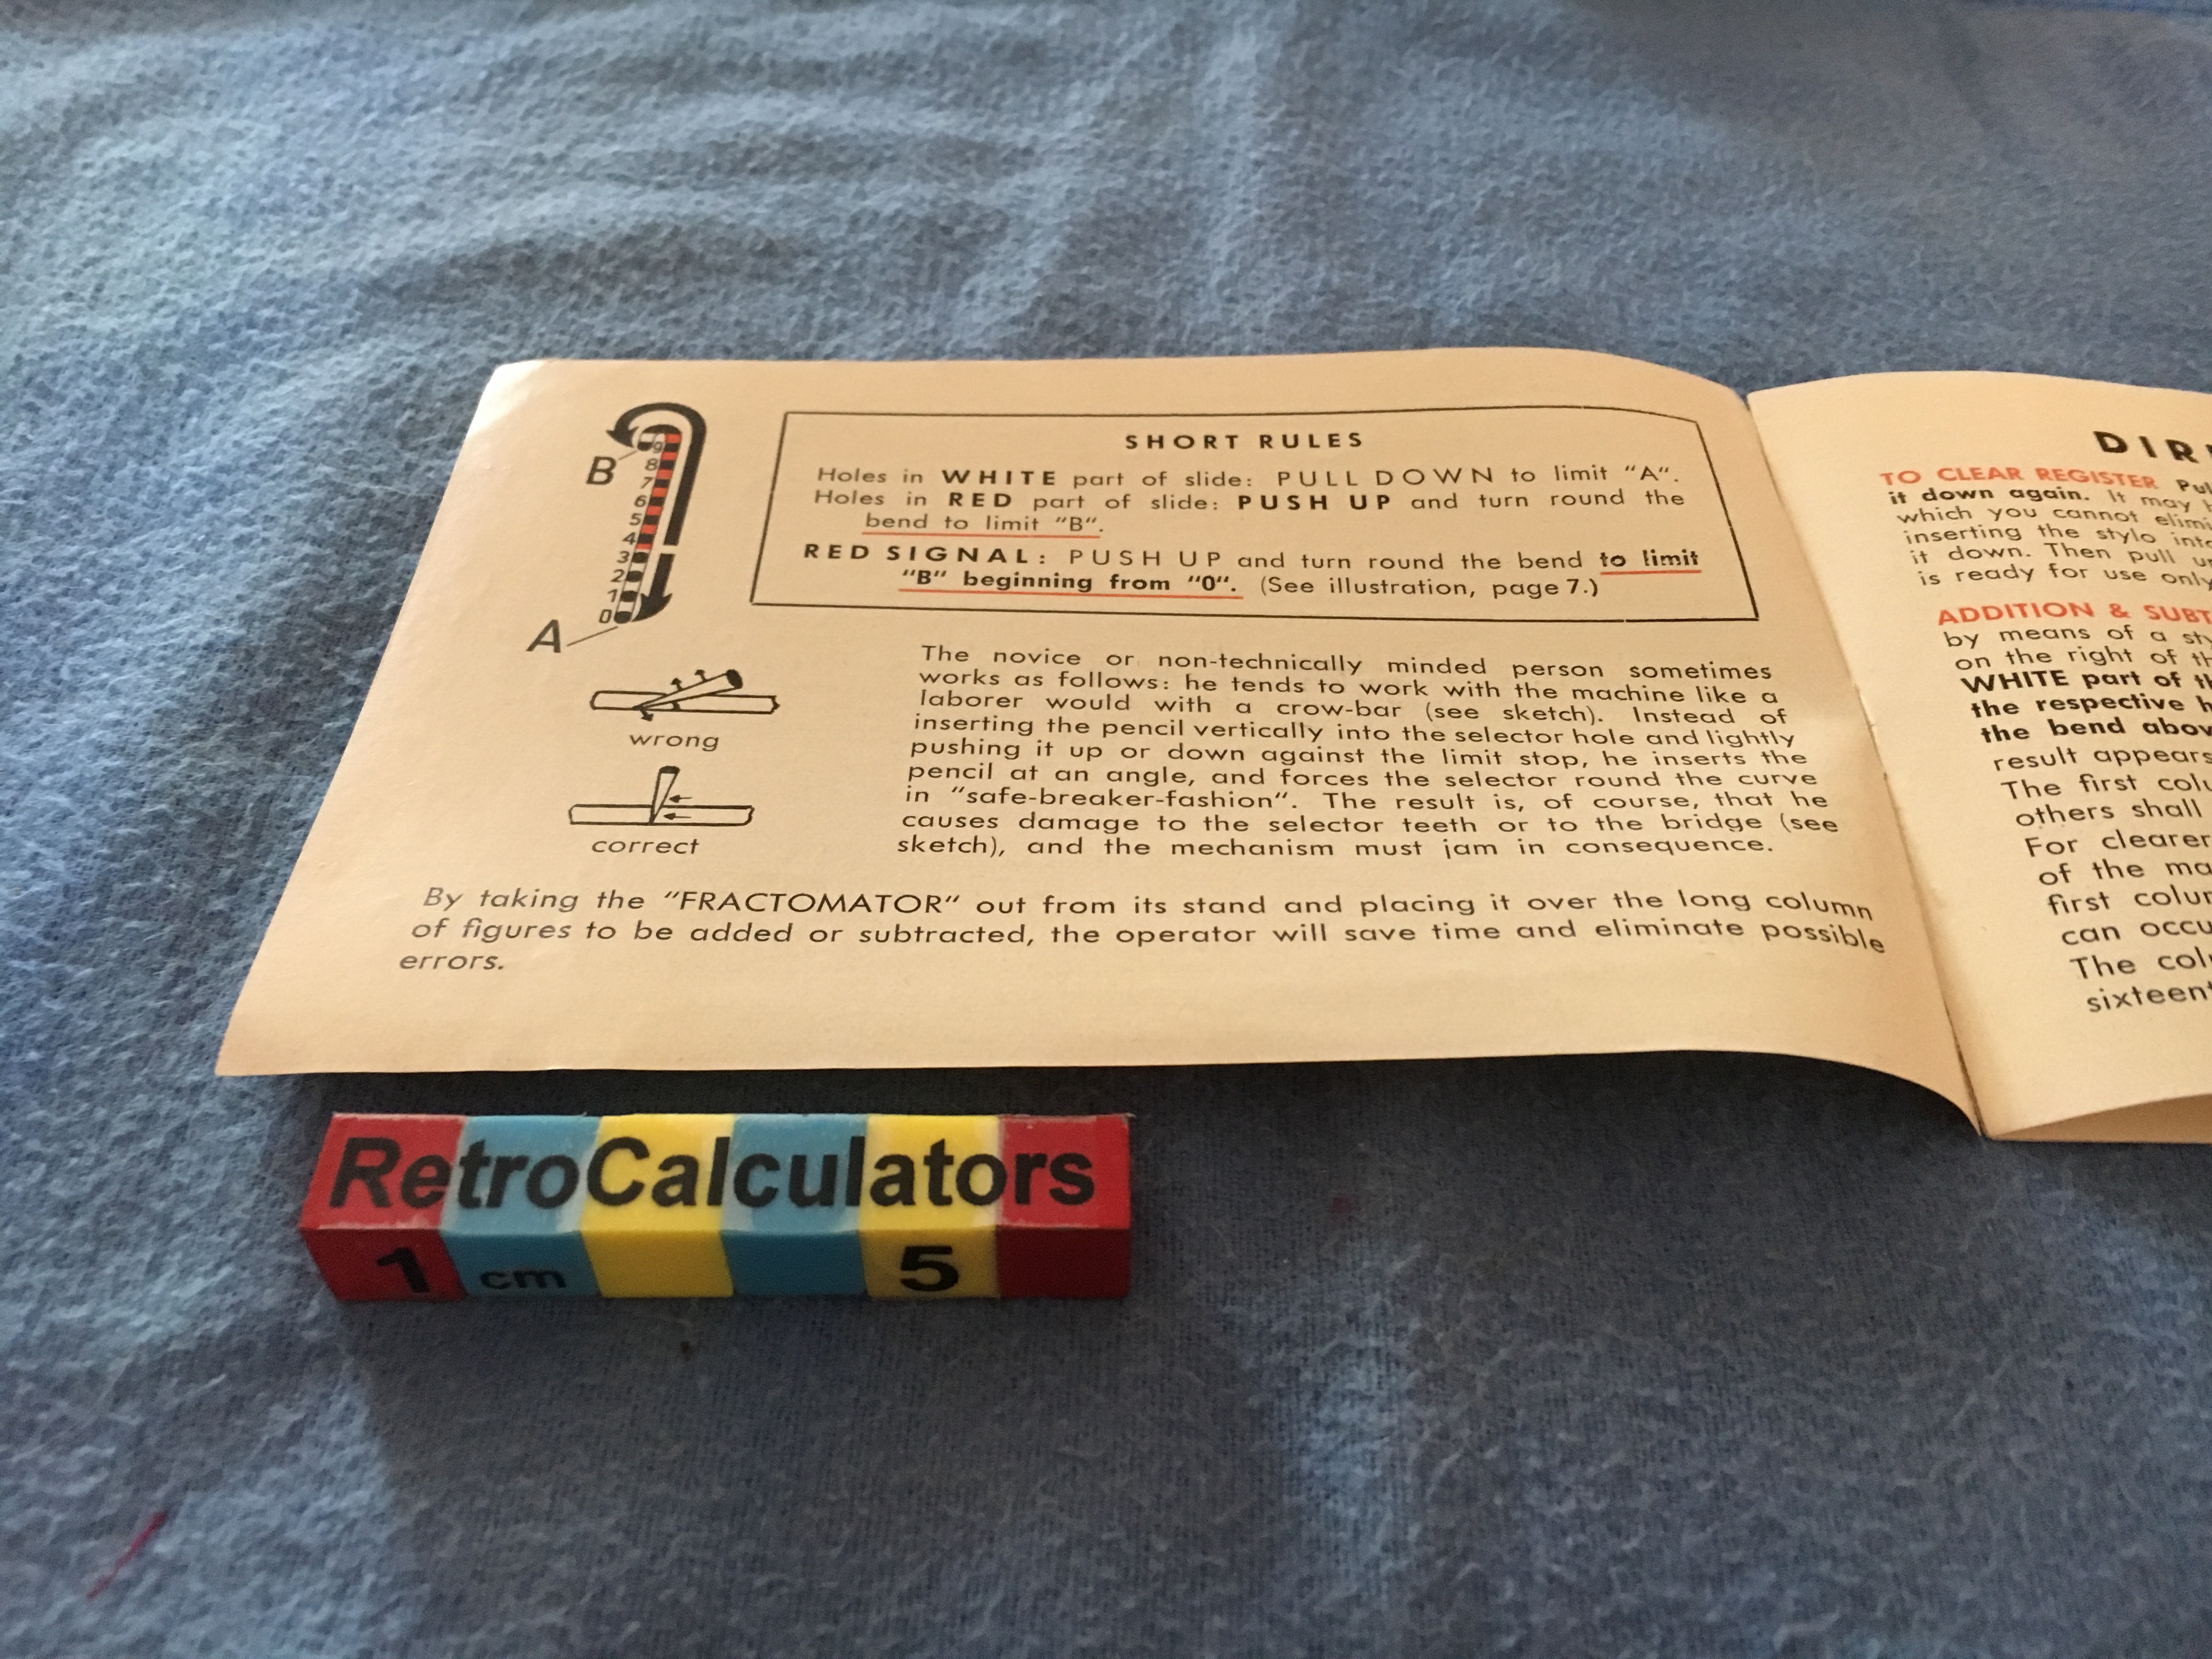 B
9
8
7
6
5
4
3
2
1
0
A
SHORT RULES
Holes in WHITE part of slide: PULL DOWN to limit "A".
Holes in RED part of slide: PUSH UP and turn round the
bend to limit "B".
RED SIGNAL: PUSH UP and turn round the bend to limit
"B" beginning from "0". (See illustration, page 7.)
wrong
correct
The novice or non-technically minded person sometimes
works as follows: he tends to work with the machine like a
laborer would with a crow-bar (see sketch). Instead of
inserting the pencil vertically into the selector hole and lightly
pushing it up or down against the limit stop, he inserts the
pencil at an angle, and forces the selector round the curve
in "safe-breaker-fashion". The result is, of course, that he
causes damage to the selector teeth or to the bridge (see
sketch), and the mechanism must jam in consequence.
By taking the "FRACTOMATOR" out from its stand and placing it over the long column
of figures to be added or subtracted, the operator will save time and eliminate possible
errors.
TO CLEAR REGISTER
it down again. It may
which you cannot
inserting the stylo
it down. Then pull
is ready for use only
ADDITION &
by means of a
on the right of
WHITE part of
the respective
the bend
result appears
The first
others shall
For clearer
of the
first
can
The
RetroCalculators
1 cm 5